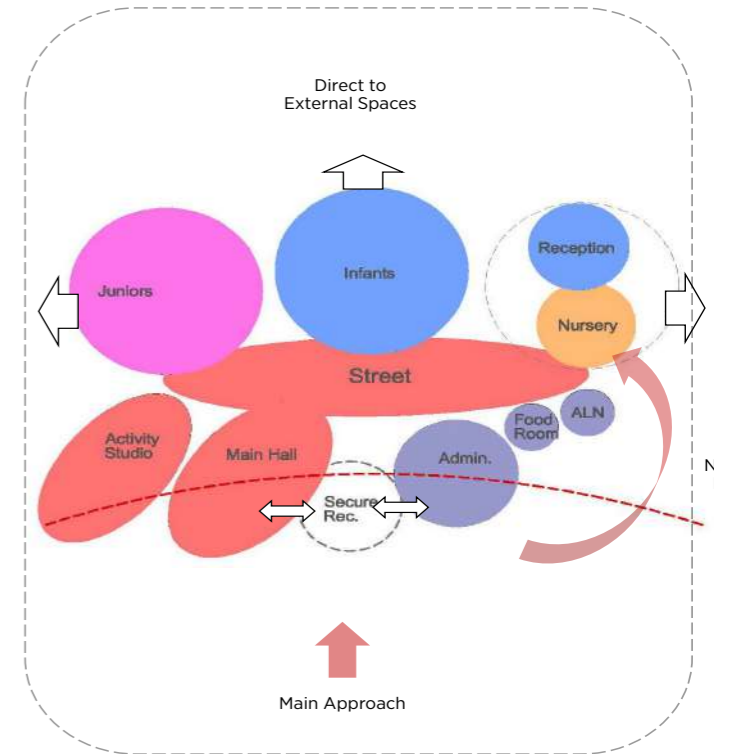 Direct to
External Spaces
Reception
Infants
Juniors
Nursery
Street
ALN
Food
Room
Activity
Studio
Main Hall
Admin.
Secure
Rec.
N
Main Approach